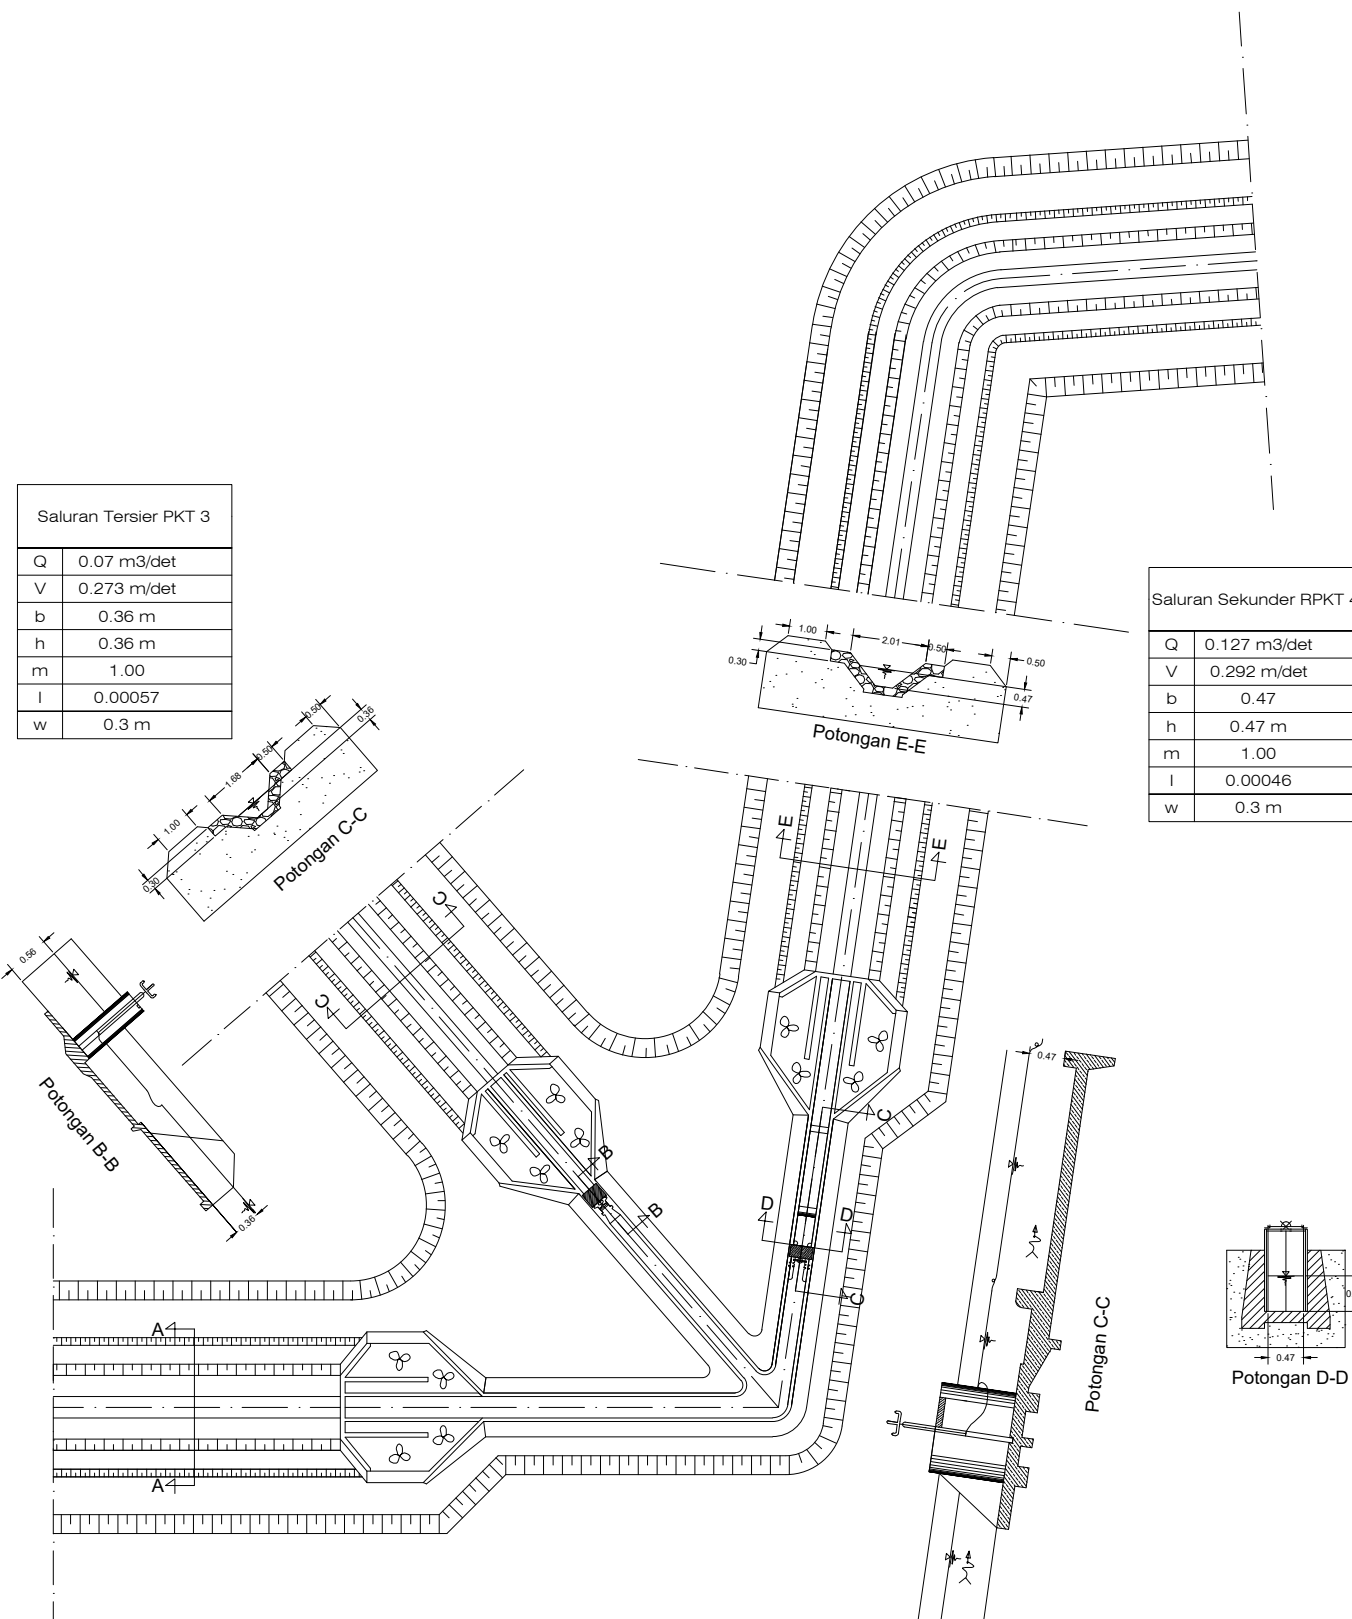 Saluran Tersier PKT 3
Q 0.07 m3/det
V 0.273 m/det
b 0.36 m
h 0.36 m
m 1.00
I 0.00057
w 0.3 m
Saluran Sekunder RPKT 4
Q 0.127 m3/det
V 0.292 m/det
b 0.47
h 0.47 m
m 1.00
I 0.00046
w 0.3 m
1.00
2.01
0.50
0.50
0.30
0.47
Potongan E-E
0.50
0.36
0.50
1.68
1.00
0.30
Potongan C-C
0.56
0.36
Potongan B-B
E
E
C
C
B
B
C
D
D
C
A
A
0.47
Potongan C-C
0.47
Potongan D-D